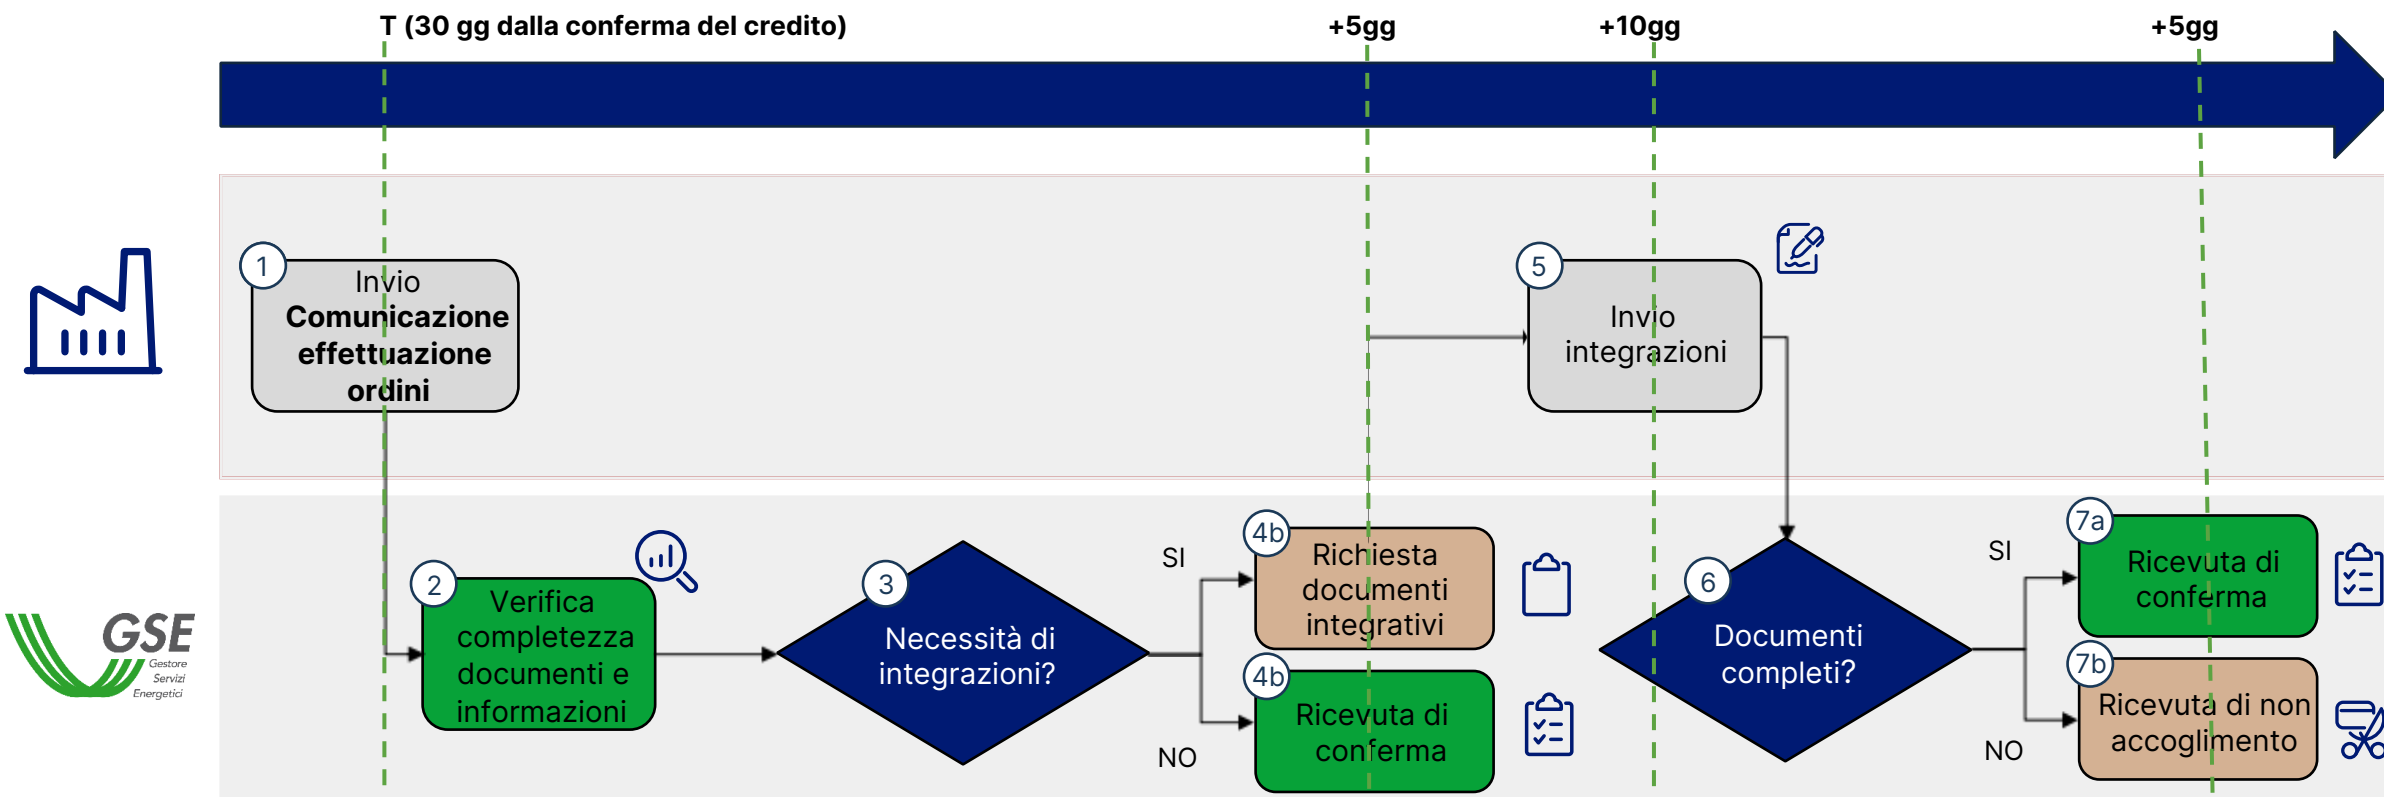 T (30 gg dalla conferma del credito)
+5gg
+10gg
+5gg
1
Invio
Comunicazione
effettuazione
ordini
5
Invio
integrazioni
GSE
Gestore
Servizi
Energetici
2
Verifica
completezza
documenti e
informazioni
3
Necessità di
integrazioni?
SI
NO
4b
Richiesta
documenti
integrativi
4b
Ricevuta di
conferma
6
Documenti
completi?
SI
NO
7a
Ricevuta di
conferma
7b
Ricevuta di non
accoglimento